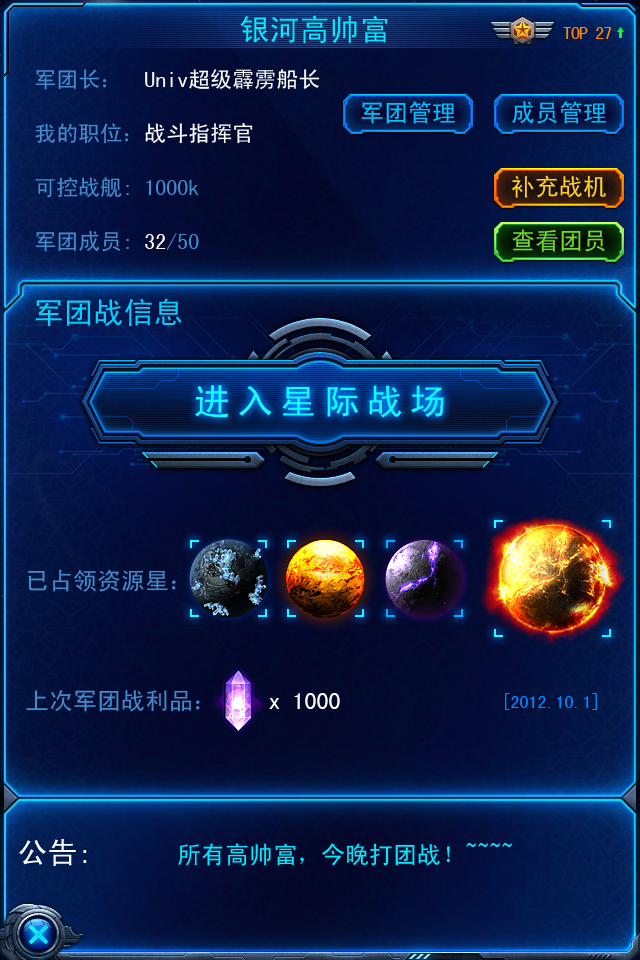 银河高帅富
TOP 27
军团长: Univ超级霹雳船长
军团管理 成员管理
我的职位: 战斗指挥官
可控战舰: 1000k
补充战机
军团成员: 32/50
查看团员
军团战信息
进入星际战场
已占领资源星:
上次军团战利品: x 1000 [2012.10.1]
公告: 所有高帅富，今晚打团战！~~~~